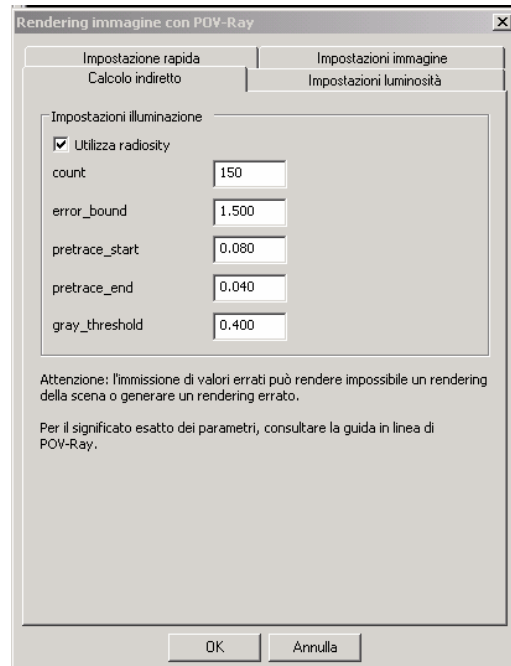 Rendering immagine con POV-Ray
Impostazione rapida
Impostazioni immagine
Calcolo indiretto
Impostazioni luminosità
Impostazioni illuminazione
Utilizza radiosity
count 150
error_bound 1.500
pretrace_start 0.080
pretrace_end 0.040
gray_threshold 0.400
Attenzione: l'immissione di valori errati può rendere impossibile un rendering
della scena o generare un rendering errato.
Per il significato esatto dei parametri, consultare la guida in linea di
POV-Ray.
OK
Annulla